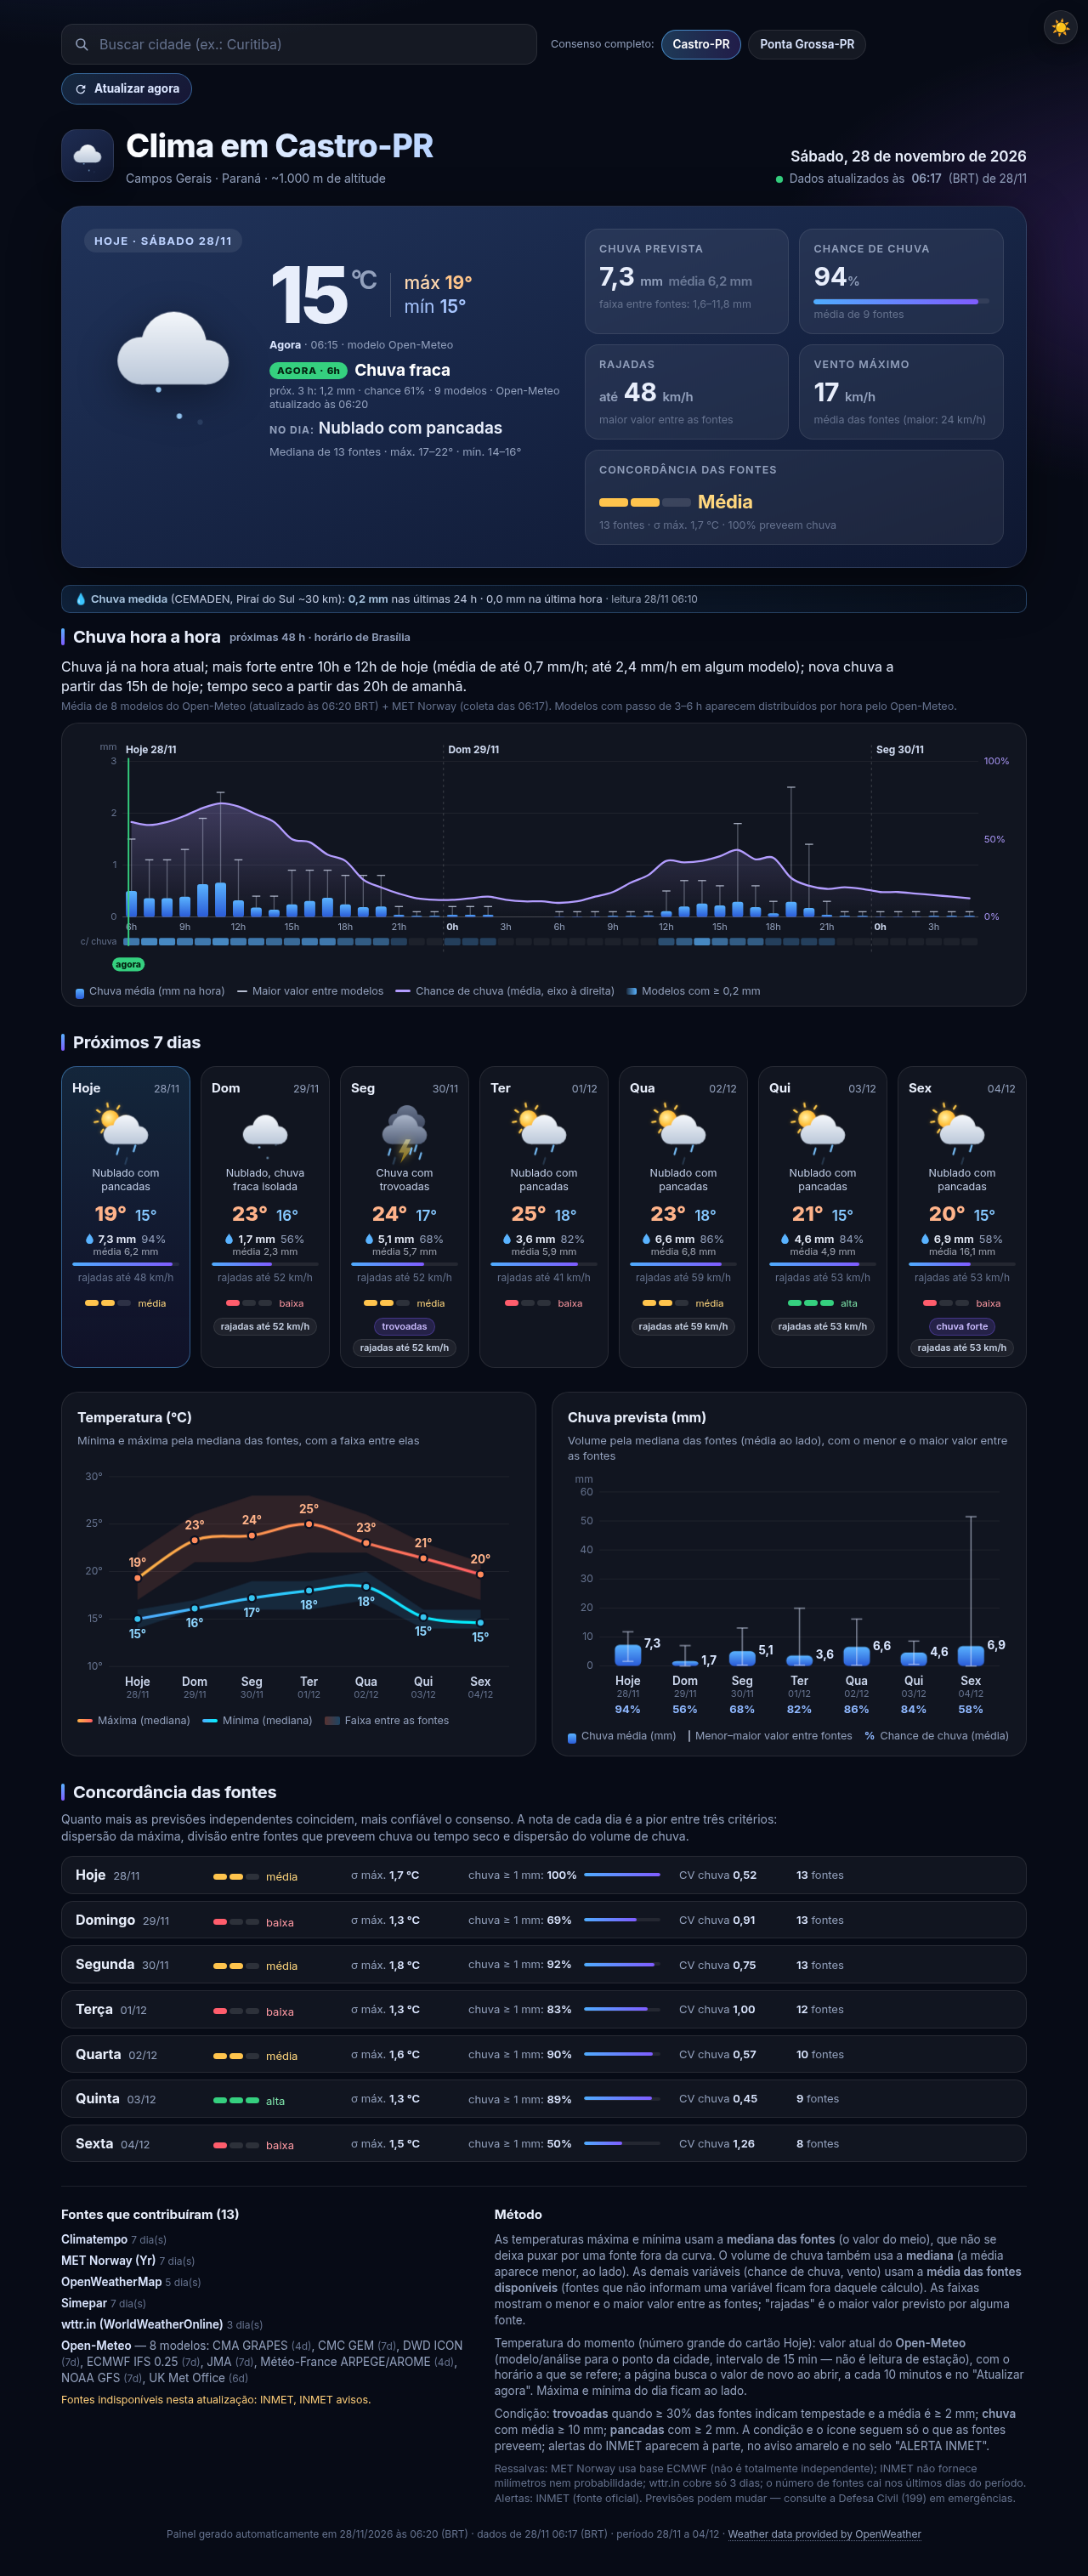 Buscar cidade (ex.: Curitiba)
Consenso completo: Castro-PR Ponta Grossa-PR
Atualizar agora
Clima em Castro-PR
Campos Gerais · Paraná · ~1.000 m de altitude
Sábado, 28 de novembro de 2026
Dados atualizados às 06:17 (BRT) de 28/11
HOJE · SÁBADO 28/11
15°C
máx 19°
mín 15°
Agora · 06:15 · modelo Open-Meteo
AGORA · 6h Chuva fraca
próx. 3 h: 1,2 mm · chance 61% · 9 modelos · Open-Meteo
atualizado às 06:20
NO DIA: Nublado com pancadas
Mediana de 13 fontes · máx. 17–22° · mín. 14–16°
CHUVA PREVISTA
7,3 mm média 6,2 mm
faixa entre fontes: 1,6–11,8 mm
CHANCE DE CHUVA
94%
média de 9 fontes
RAJADAS
até 48 km/h
maior valor entre as fontes
VENTO MÁXIMO
17 km/h
média das fontes (maior: 24 km/h)
CONCORDÂNCIA DAS FONTES
Média
13 fontes · σ máx. 1,7 °C · 100% preveem chuva
Chuva medida (CEMADEN, Piraí do Sul ~30 km): 0,2 mm nas últimas 24 h · 0,0 mm na última hora · leitura 28/11 06:10
Chuva hora a hora próximas 48 h · horário de Brasília
Chuva já na hora atual; mais forte entre 10h e 12h de hoje (média de até 0,7 mm/h; até 2,4 mm/h em algum modelo); nova chuva a
partir das 15h de hoje; tempo seco a partir das 20h de amanhã.
Média de 8 modelos do Open-Meteo (atualizado às 06:20 BRT) + MET Norway (coleta das 06:17). Modelos com passo de 3–6 h aparecem distribuídos por hora pelo Open-Meteo.
mm Hoje 28/11 Dom 29/11 Seg 30/11
3 100%
2
50%
1
0 0%
6h 9h 12h 15h 18h 21h 0h 3h 6h 9h 12h 15h 18h 21h 0h 3h
c/ chuva
agora
Chuva média (mm na hora) Maior valor entre modelos Chance de chuva (média, eixo à direita) Modelos com ≥ 0,2 mm
Próximos 7 dias
Hoje 28/11
Nublado com
pancadas
19° 15°
7,3 mm 94%
média 6,2 mm
rajadas até 48 km/h
média
Dom 29/11
Nublado, chuva
fraca isolada
23° 16°
1,7 mm 56%
média 2,3 mm
rajadas até 52 km/h
baixa
rajadas até 52 km/h
Seg 30/11
Chuva com
trovoadas
24° 17°
5,1 mm 68%
média 5,7 mm
rajadas até 52 km/h
média
trovoadas
rajadas até 52 km/h
Ter 01/12
Nublado com
pancadas
25° 18°
3,6 mm 82%
média 5,9 mm
rajadas até 41 km/h
baixa
Qua 02/12
Nublado com
pancadas
23° 18°
6,6 mm 86%
média 6,8 mm
rajadas até 59 km/h
média
rajadas até 59 km/h
Qui 03/12
Nublado com
pancadas
21° 15°
4,6 mm 84%
média 4,9 mm
rajadas até 53 km/h
alta
rajadas até 53 km/h
Sex 04/12
Nublado com
pancadas
20° 15°
6,9 mm 58%
média 16,1 mm
rajadas até 53 km/h
baixa
chuva forte
rajadas até 53 km/h
Temperatura (°C)
Mínima e máxima pela mediana das fontes, com a faixa entre elas
30°
25°
20°
15°
10°
19° 23° 24° 25° 23° 21° 20°
15° 16° 17° 18° 18° 15° 15°
Hoje Dom Seg Ter Qua Qui Sex
28/11 29/11 30/11 01/12 02/12 03/12 04/12
Máxima (mediana) Mínima (mediana) Faixa entre as fontes
Chuva prevista (mm)
Volume pela mediana das fontes (média ao lado), com o menor e o maior valor entre
as fontes
mm
60
50
40
30
20
10
0
7,3 1,7 5,1 3,6 6,6 4,6 6,9
Hoje Dom Seg Ter Qua Qui Sex
28/11 29/11 30/11 01/12 02/12 03/12 04/12
94% 56% 68% 82% 86% 84% 58%
Chuva média (mm) Menor–maior valor entre fontes % Chance de chuva (média)
Concordância das fontes
Quanto mais as previsões independentes coincidem, mais confiável o consenso. A nota de cada dia é a pior entre três critérios:
dispersão da máxima, divisão entre fontes que preveem chuva ou tempo seco e dispersão do volume de chuva.
Hoje 28/11 média σ máx. 1,7 °C chuva ≥ 1 mm: 100% CV chuva 0,52 13 fontes
Domingo 29/11 baixa σ máx. 1,3 °C chuva ≥ 1 mm: 69% CV chuva 0,91 13 fontes
Segunda 30/11 média σ máx. 1,8 °C chuva ≥ 1 mm: 92% CV chuva 0,75 13 fontes
Terça 01/12 baixa σ máx. 1,3 °C chuva ≥ 1 mm: 83% CV chuva 1,00 12 fontes
Quarta 02/12 média σ máx. 1,6 °C chuva ≥ 1 mm: 90% CV chuva 0,57 10 fontes
Quinta 03/12 alta σ máx. 1,3 °C chuva ≥ 1 mm: 89% CV chuva 0,45 9 fontes
Sexta 04/12 baixa σ máx. 1,5 °C chuva ≥ 1 mm: 50% CV chuva 1,26 8 fontes
Fontes que contribuíram (13)
Climatempo 7 dia(s)
MET Norway (Yr) 7 dia(s)
OpenWeatherMap 5 dia(s)
Simepar 7 dia(s)
wttr.in (WorldWeatherOnline) 3 dia(s)
Open-Meteo — 8 modelos: CMA GRAPES (4d), CMC GEM (7d), DWD ICON
(7d), ECMWF IFS 0.25 (7d), JMA (7d), Météo-France ARPEGE/AROME (4d),
NOAA GFS (7d), UK Met Office (6d)
Fontes indisponíveis nesta atualização: INMET, INMET avisos.
Método
As temperaturas máxima e mínima usam a mediana das fontes (o valor do meio), que não se
deixa puxar por uma fonte fora da curva. O volume de chuva também usa a mediana (a média
aparece menor, ao lado). As demais variáveis (chance de chuva, vento) usam a média das fontes
disponíveis (fontes que não informam uma variável ficam fora daquele cálculo). As faixas
mostram o menor e o maior valor entre as fontes; "rajadas" é o maior valor previsto por alguma
fonte.
Temperatura do momento (número grande do cartão Hoje): valor atual do Open-Meteo
(modelo/análise para o ponto da cidade, intervalo de 15 min — não é leitura de estação), com o
horário a que se refere; a página busca o valor de novo ao abrir, a cada 10 minutos e no "Atualizar
agora". Máxima e mínima do dia ficam ao lado.
Condição: trovoadas quando ≥ 30% das fontes indicam tempestade e a média é ≥ 2 mm; chuva
com média ≥ 10 mm; pancadas com ≥ 2 mm. A condição e o ícone seguem só o que as fontes
preveem; alertas do INMET aparecem à parte, no aviso amarelo e no selo "ALERTA INMET".
Ressalvas: MET Norway usa base ECMWF (não é totalmente independente); INMET não fornece
milímetros nem probabilidade; wttr.in cobre só 3 dias; o número de fontes cai nos últimos dias do período.
Alertas: INMET (fonte oficial). Previsões podem mudar — consulte a Defesa Civil (199) em emergências.
Painel gerado automaticamente em 28/11/2026 às 06:20 (BRT) · dados de 28/11 06:17 (BRT) · período 28/11 a 04/12 · Weather data provided by OpenWeather